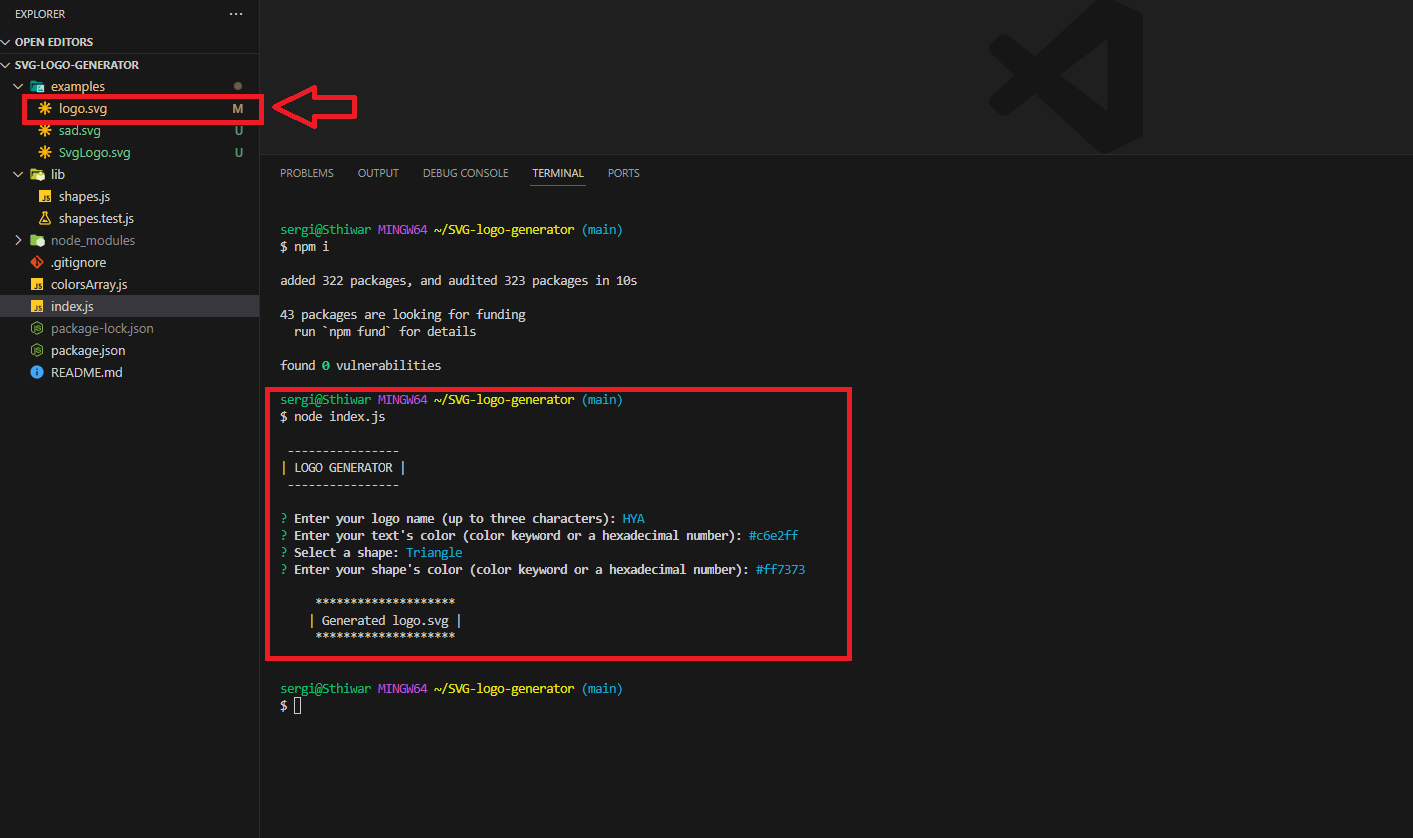 EXPLORER ···
OPEN EDITORS
SVG-LOGO-GENERATOR
examples
logo.svg M
sad.svg U
SvgLogo.svg U
lib
shapes.js
shapes.test.js
node_modules
.gitignore
colorsArray.js
index.js
package-lock.json
package.json
README.md
PROBLEMS OUTPUT DEBUG CONSOLE TERMINAL PORTS
sergi@Sthiwar MINGW64 ~/SVG-logo-generator (main)
$ npm i
added 322 packages, and audited 323 packages in 10s
43 packages are looking for funding
run `npm fund` for details
found 0 vulnerabilities
sergi@Sthiwar MINGW64 ~/SVG-logo-generator (main)
$ node index.js
----------------
| LOGO GENERATOR |
----------------
? Enter your logo name (up to three characters): HYA
? Enter your text's color (color keyword or a hexadecimal number): #c6e2ff
? Select a shape: Triangle
? Enter your shape's color (color keyword or a hexadecimal number): #ff7373
********************
| Generated logo.svg |
********************
sergi@Sthiwar MINGW64 ~/SVG-logo-generator (main)
$